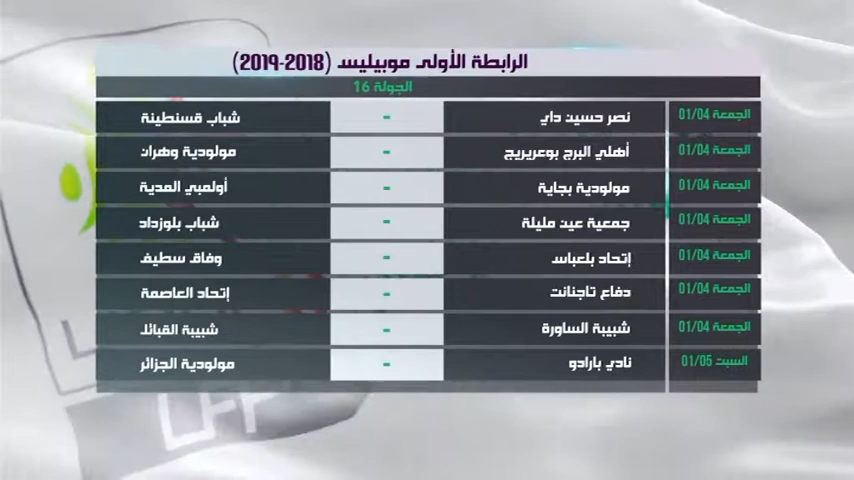 الرابطة الأولى موبيليس (2018-2019)
الجولة 16
الجمعة 01/04 نصر حسين داي - شباب قسنطينة
الجمعة 01/04 أهلي البرج بوعريريج - مولودية وهران
الجمعة 01/04 مولودية بجاية - أولمبي المدية
الجمعة 01/04 جمعية عين مليلة - شباب بلوزداد
الجمعة 01/04 إتحاد بلعباس - وفاق سطيف
الجمعة 01/04 دفاع تاجنانت - إتحاد العاصمة
الجمعة 01/04 شبيبة الساورة - شبيبة القبائل
السبت 01/05 نادي بارادو - مولودية الجزائر
LFP